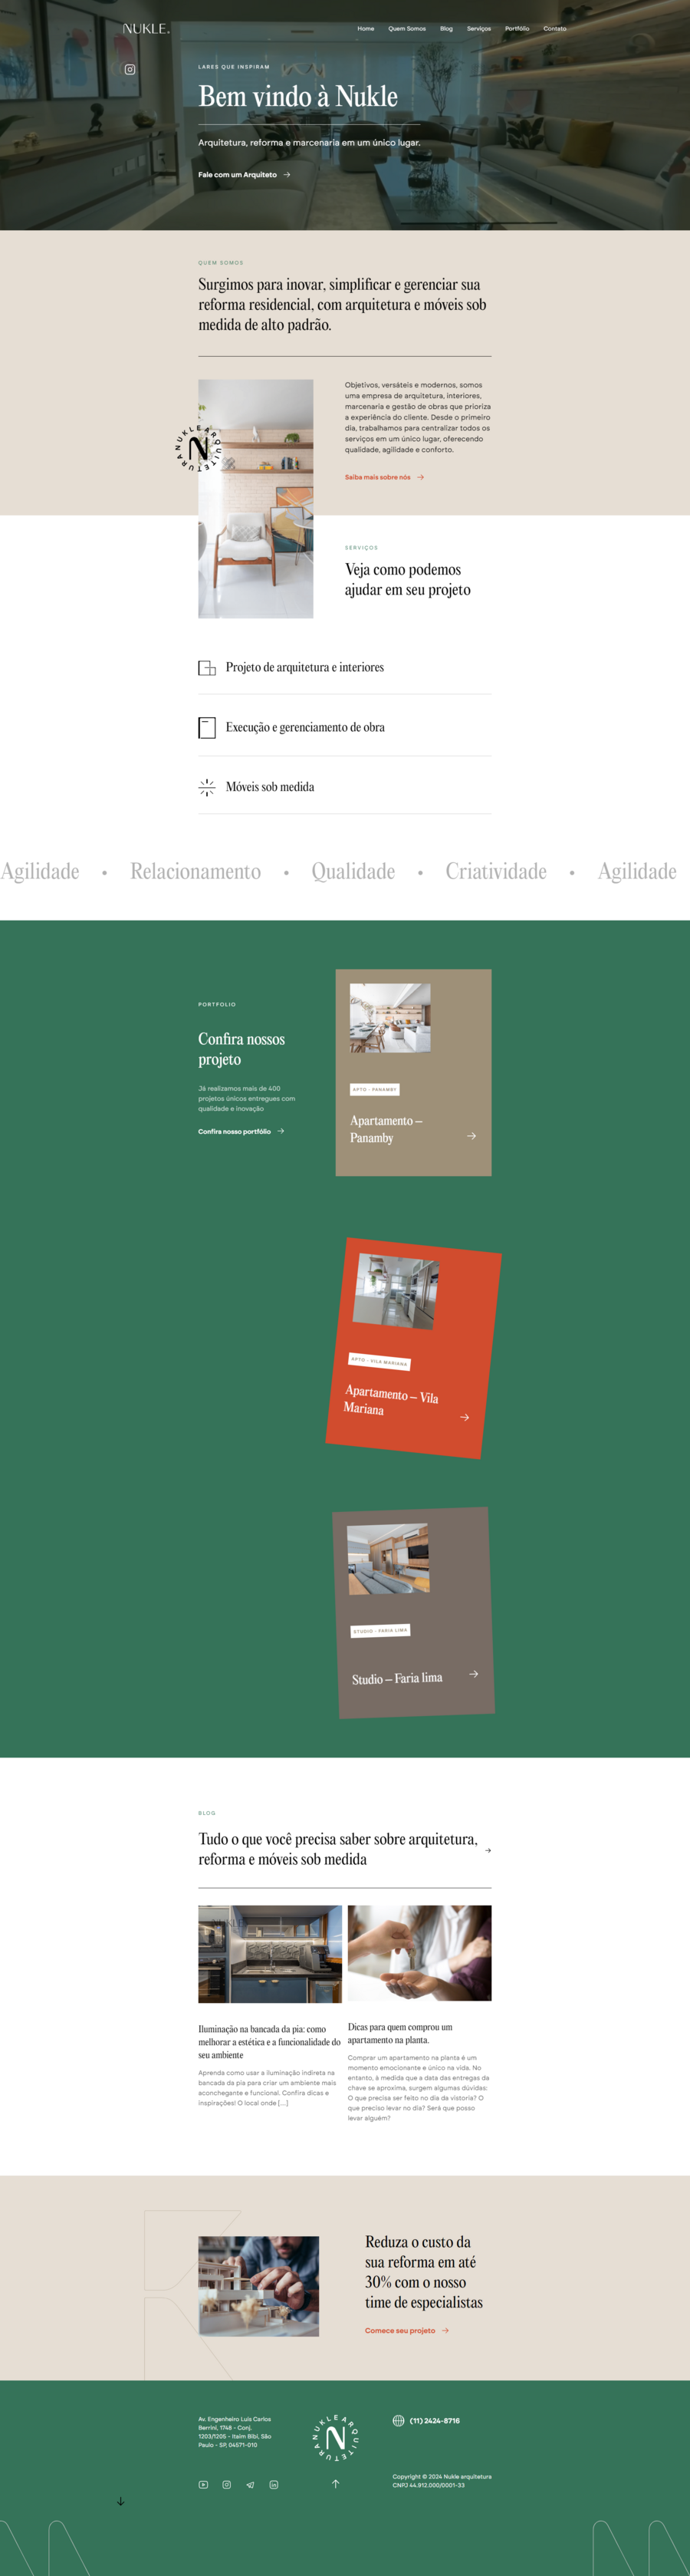 NUKLE.
Home Quem Somos Blog Serviços Portfólio Contato
LARES QUE INSPIRAM
Bem vindo à Nukle
Arquitetura, reforma e marcenaria em um único lugar.
Fale com um Arquiteto
QUEM SOMOS
Surgimos para inovar, simplificar e gerenciar sua
reforma residencial, com arquitetura e móveis sob
medida de alto padrão.
NUKLE ARQUITETURA
N
Objetivos, versáteis e modernos, somos
uma empresa de arquitetura, interiores,
marcenaria e gestão de obras que prioriza
a experiência do cliente. Desde o primeiro
dia, trabalhamos para centralizar todos os
serviços em um único lugar, oferecendo
qualidade, agilidade e conforto.
Saiba mais sobre nós
SERVIÇOS
Veja como podemos
ajudar em seu projeto
Projeto de arquitetura e interiores
Execução e gerenciamento de obra
Móveis sob medida
Agilidade • Relacionamento • Qualidade • Criatividade • Agilidade
PORTFOLIO
Confira nossos
projeto
Já realizamos mais de 400
projetos únicos entregues com
qualidade e inovação
Confira nosso portfólio
APTO - PANAMBY
Apartamento –
Panamby
APTO - VILA MARIANA
Apartamento – Vila
Mariana
STUDIO - FARIA LIMA
Studio – Faria lima
BLOG
Tudo o que você precisa saber sobre arquitetura,
reforma e móveis sob medida
Iluminação na bancada da pia: como
melhorar a estética e a funcionalidade do
seu ambiente
Aprenda como usar a iluminação indireta na
bancada da pia para criar um ambiente mais
aconchegante e funcional. Confira dicas e
inspirações! O local onde [...]
Dicas para quem comprou um
apartamento na planta.
Comprar um apartamento na planta é um
momento emocionante e único na vida. No
entanto, à medida que a data das entregas da
chave se aproxima, surgem algumas dúvidas:
O que precisa ser feito no dia da vistoria? O
que preciso levar no dia? Será que posso
levar alguém?
Reduza o custo da
sua reforma em até
30% com o nosso
time de especialistas
Comece seu projeto
Av. Engenheiro Luis Carlos
Berrini, 1748 - Conj.
1203/1205 - Itaim Bibi, São
Paulo - SP, 04571-010
NUKLE ARQUITETURA
N
(11) 2424-8716
Copyright © 2024 Nukle arquitetura
CNPJ 44.912.000/0001-33